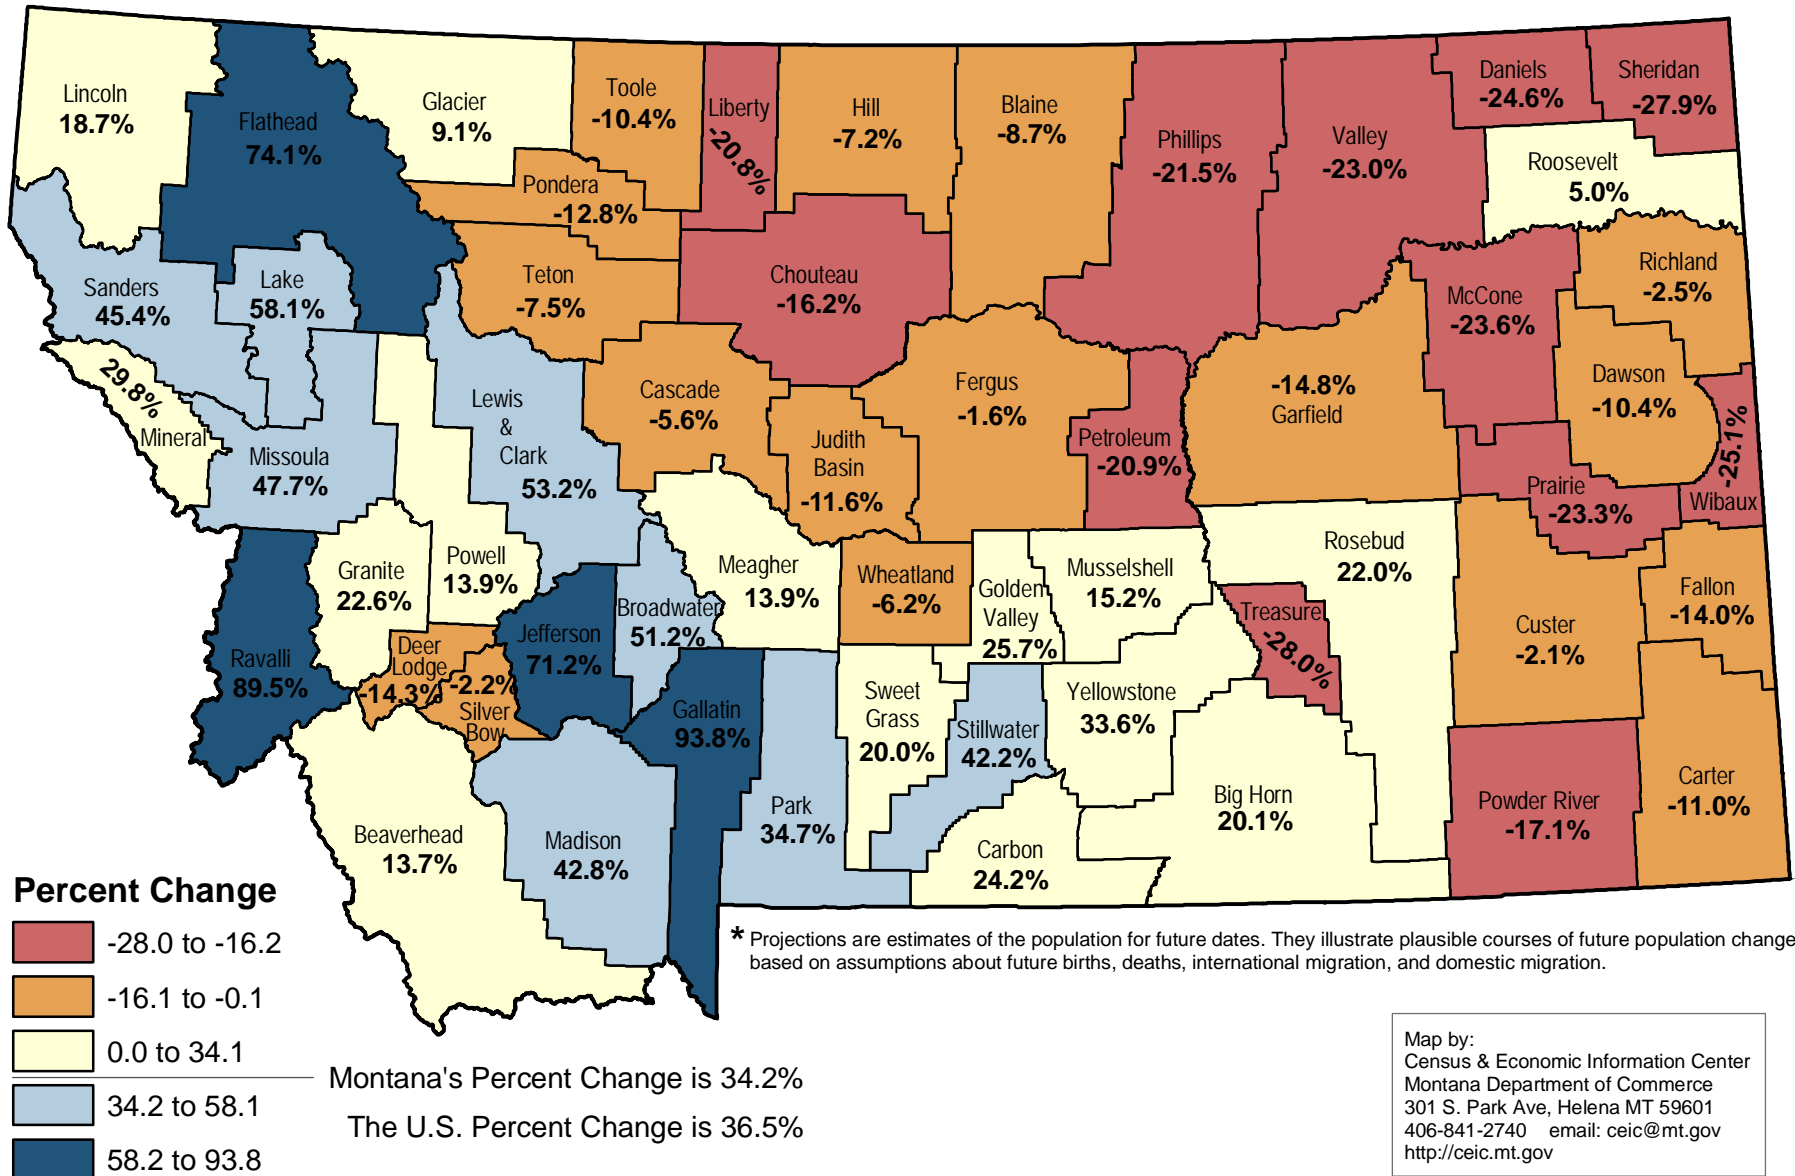 Lincoln
18.7%
Flathead
74.1%
Glacier
9.1%
Toole
-10.4%
Liberty
-20.8%
Hill
-7.2%
Blaine
-8.7%
Phillips
-21.5%
Valley
-23.0%
Daniels
-24.6%
Sheridan
-27.9%
Roosevelt
5.0%
Pondera
-12.8%
Teton
-7.5%
Chouteau
-16.2%
Sanders
45.4%
Lake
58.1%
McCone
-23.6%
Richland
-2.5%
Dawson
-10.4%
Wibaux
-25.1%
Mineral
29.8%
Missoula
47.7%
Lewis
&
Clark
53.2%
Cascade
-5.6%
Judith
Basin
-11.6%
Fergus
-1.6%
Petroleum
-20.9%
-14.8%
Garfield
Prairie
-23.3%
Powell
13.9%
Granite
22.6%
Meagher
13.9%
Wheatland
-6.2%
Golden
Valley
25.7%
Musselshell
15.2%
Rosebud
22.0%
Treasure
-28.0%
Custer
-2.1%
Fallon
-14.0%
Ravalli
89.5%
Deer
Lodge
-14.3%
-2.2%
Silver
Bow
Jefferson
71.2%
Broadwater
51.2%
Gallatin
93.8%
Sweet
Grass
20.0%
Stillwater
42.2%
Yellowstone
33.6%
Beaverhead
13.7%
Madison
42.8%
Park
34.7%
Carbon
24.2%
Big Horn
20.1%
Powder River
-17.1%
Carter
-11.0%
Percent Change
-28.0 to -16.2
-16.1 to -0.1
0.0 to 34.1
34.2 to 58.1
58.2 to 93.8
Montana's Percent Change is 34.2%
The U.S. Percent Change is 36.5%
* Projections are estimates of the population for future dates. They illustrate plausible courses of future population change
based on assumptions about future births, deaths, international migration, and domestic migration.
Map by:
Census & Economic Information Center
Montana Department of Commerce
301 S. Park Ave, Helena MT 59601
406-841-2740 email: ceic@mt.gov
http://ceic.mt.gov